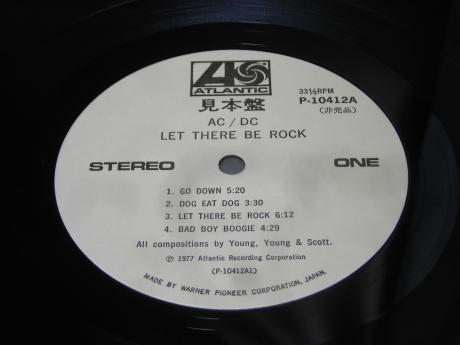 ATLANTIC
見本盤
33⅓RPM
P-10412A
(非売品)
AC/DC
LET THERE BE ROCK
STEREO
ONE
1. GO DOWN 5:20
2. DOG EAT DOG 3:30
3. LET THERE BE ROCK 6:12
4. BAD BOY BOOGIE 4:29
All compositions by Young, Young & Scott.
Ⓟ 1977 Atlantic Recording Corporation
(P-10412A1)
MADE BY WARNER PIONEER CORPORATION, JAPAN.